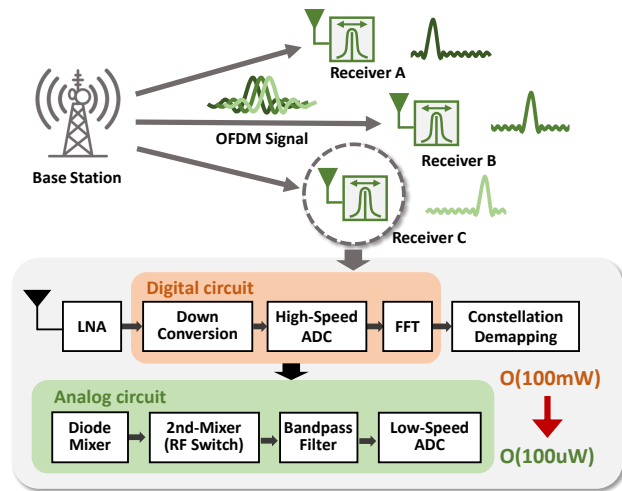 Receiver A
OFDM Signal
Receiver B
Base Station
Receiver C
Digital circuit
LNA
Down
Conversion
High-Speed
ADC
FFT
Constellation
Demapping
Analog circuit
O(100mW)
Diode
Mixer
2nd-Mixer
(RF Switch)
Bandpass
Filter
Low-Speed
ADC
O(100uW)